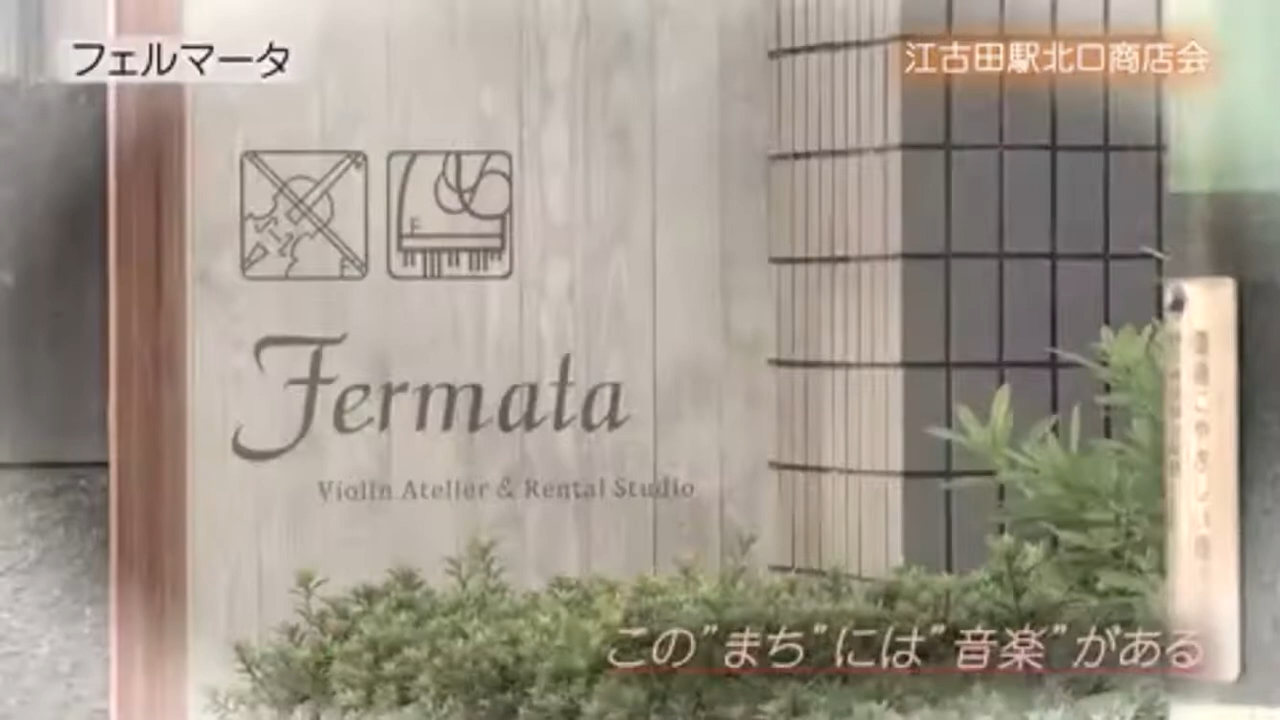 フェルマータ
江古田駅北口商店会
Fermata
Violin Atelier & Rental Studio
この”まち”には”音楽”がある